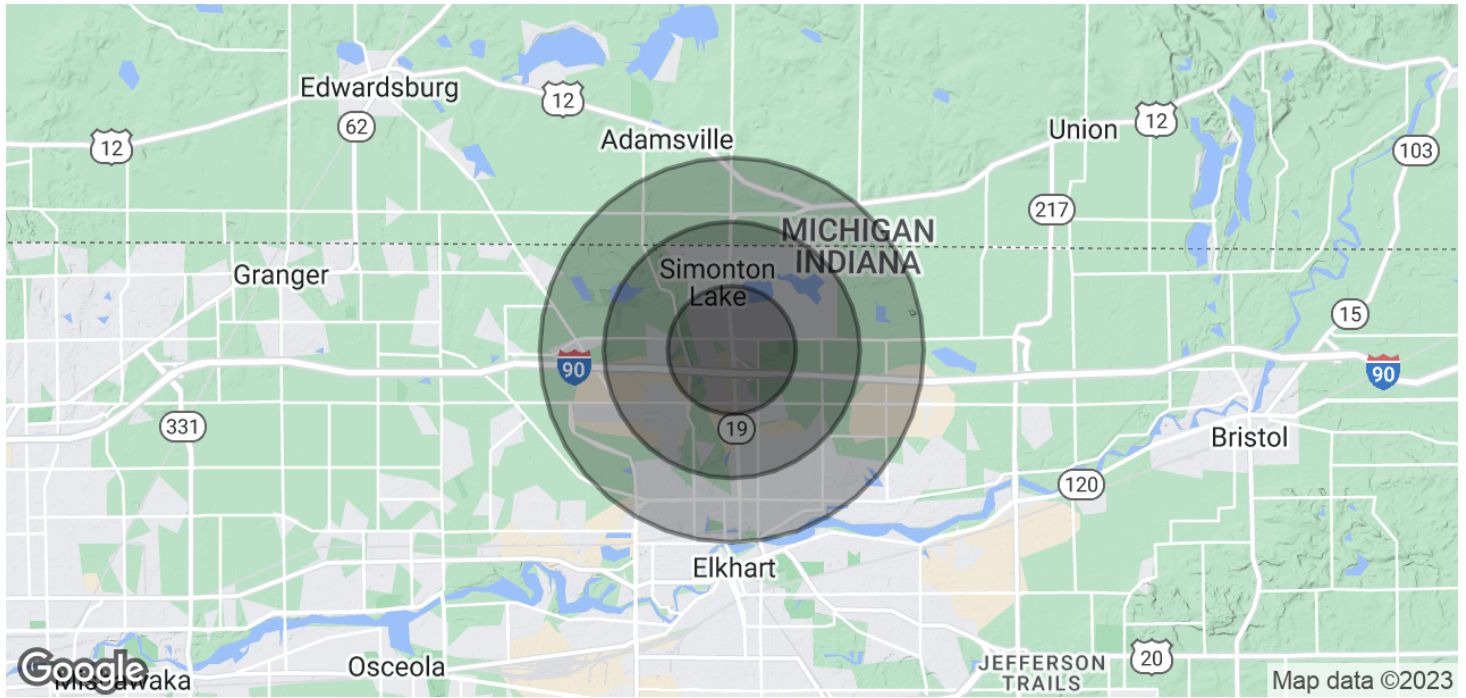 Edwardsburg
12
62
12
Adamsville
Union
12
103
217
MICHIGAN
INDIANA
Granger
Simonton
Lake
15
90
90
331
19
Bristol
120
Elkhart
Osceola
JEFFERSON
TRAILS
20
Google
Mishawaka
Map data ©2023